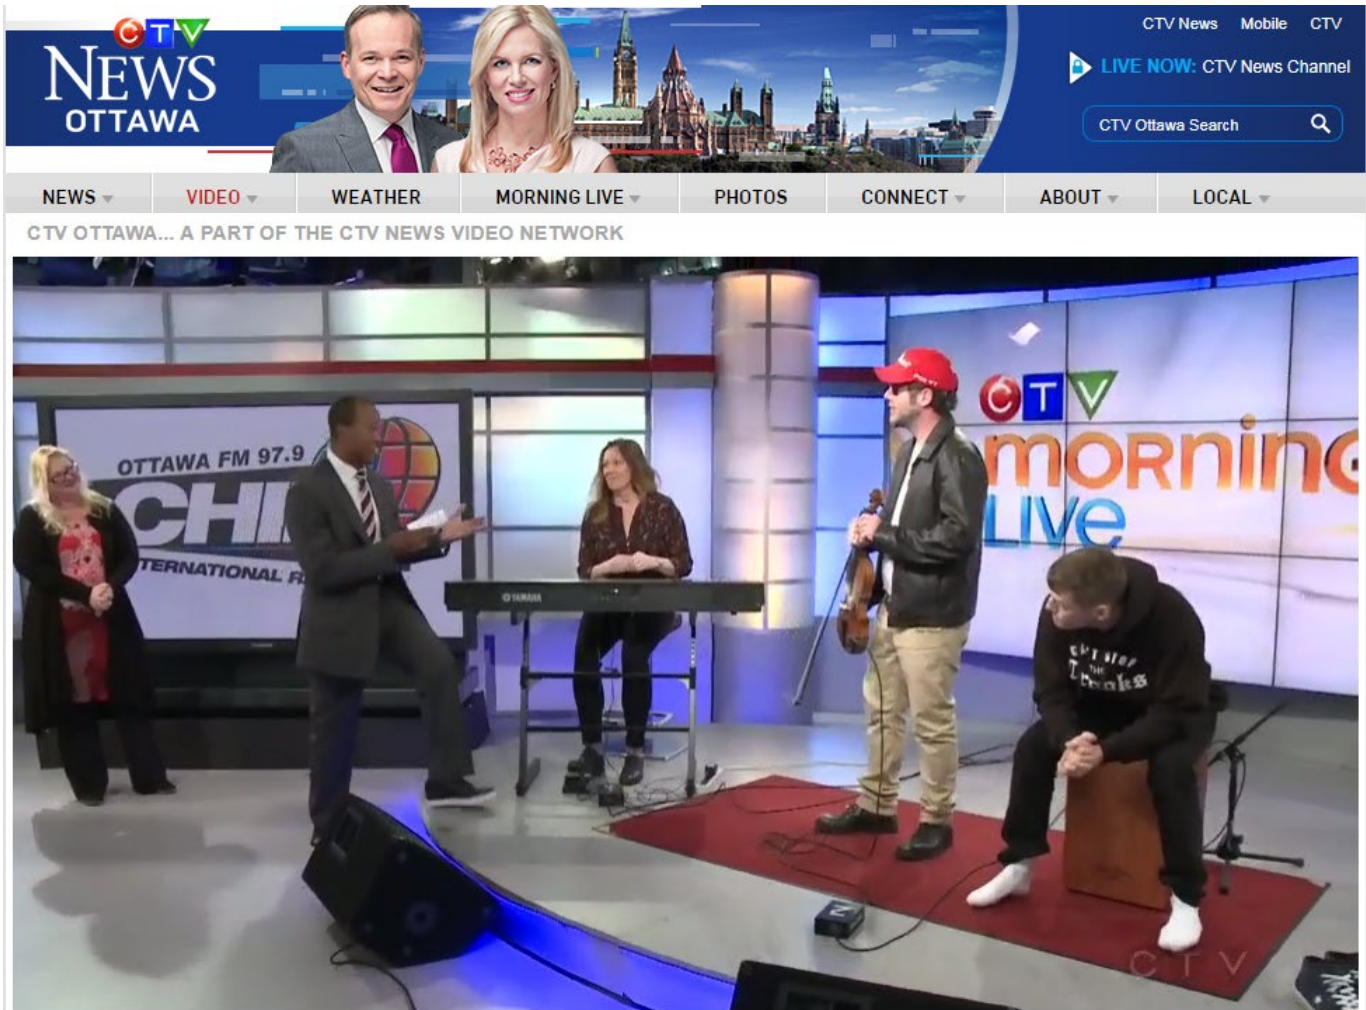 CTV
NEWS
OTTAWA
CTV News Mobile CTV
LIVE NOW: CTV News Channel
CTV Ottawa Search
NEWS VIDEO WEATHER MORNING LIVE PHOTOS CONNECT ABOUT LOCAL
CTV OTTAWA... A PART OF THE CTV NEWS VIDEO NETWORK
OTTAWA FM 97.9
YAMAHA
CTV
MORNING
LIVE
STOP
THE
CTV